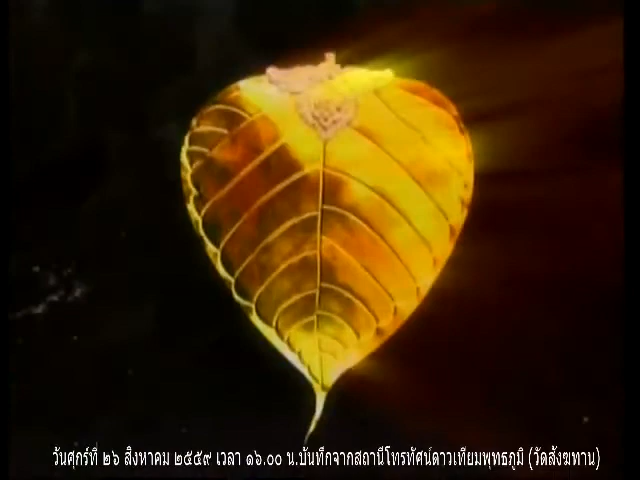 วันศุกร์ที่ ๒๖ สิงหาคม ๒๕๕๙ เวลา ๑๖.๐๐ น.บันทึกจากสถานีโทรทัศน์ดาวเทียมพุทธภูมิ (วัดสังฆทาน)